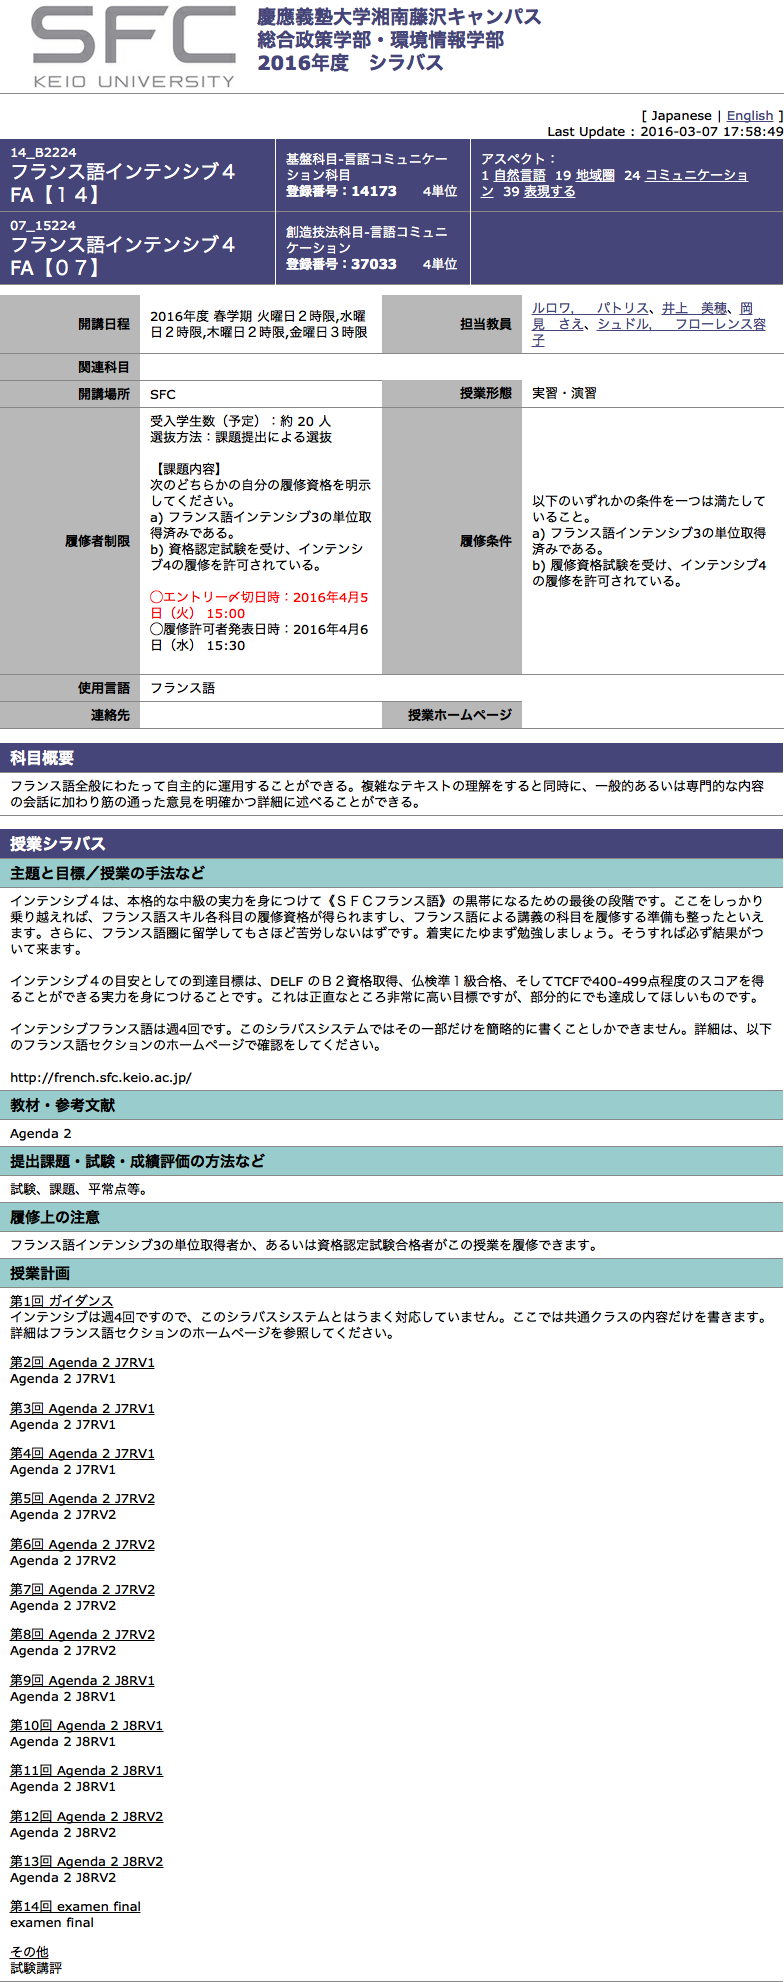 SFC
KEIO UNIVERSITY
慶應義塾大学湘南藤沢キャンパス
総合政策学部・環境情報学部
2016年度　シラバス
[ Japanese | English ]
Last Update : 2016-03-07 17:58:49
14_B2224
フランス語インテンシブ４
FA【１４】
基盤科目-言語コミュニケー
ション科目
登録番号：14173　　4単位
アスペクト：
1 自然言語 19 地域圏 24 コミュニケーショ
ン 39 表現する
07_15224
フランス語インテンシブ４
FA【０７】
創造技法科目-言語コミュニ
ケーション
登録番号：37033　　4単位
開講日程
2016年度 春学期 火曜日２時限,水曜
日２時限,木曜日２時限,金曜日３時限
担当教員
ルロワ，　パトリス、井上　美穂、岡
見　さえ、シュドル，　フローレンス容
子
関連科目
開講場所
SFC
授業形態
実習・演習
履修者制限
受入学生数（予定）：約 20 人
選抜方法：課題提出による選抜
【課題内容】
次のどちらかの自分の履修資格を明示
してください。
a) フランス語インテンシブ3の単位取
得済みである。
b) 資格認定試験を受け、インテンシ
ブ4の履修を許可されている。
◯エントリー〆切日時：2016年4月5
日（火） 15:00
◯履修許可者発表日時：2016年4月6
日（水） 15:30
履修条件
以下のいずれかの条件を一つは満たして
いること。
a) フランス語インテンシブ3の単位取得
済みである。
b) 履修資格試験を受け、インテンシブ4
の履修を許可されている。
使用言語
フランス語
連絡先
授業ホームページ
科目概要
フランス語全般にわたって自主的に運用することができる。複雑なテキストの理解をすると同時に、一般的あるいは専門的な内容
の会話に加わり筋の通った意見を明確かつ詳細に述べることができる。
授業シラバス
主題と目標／授業の手法など
インテンシブ４は、本格的な中級の実力を身につけて《ＳＦＣフランス語》の黒帯になるための最後の段階です。ここをしっかり
乗り越えれば、フランス語スキル各科目の履修資格が得られますし、フランス語による講義の科目を履修する準備も整ったといえ
ます。さらに、フランス語圏に留学してもさほど苦労しないはずです。着実にたゆまず勉強しましょう。そうすれば必ず結果がつ
いて来ます。
インテンシブ４の目安としての到達目標は、DELF のＢ２資格取得、仏検準１級合格、そしてTCFで400-499点程度のスコアを得
ることができる実力を身につけることです。これは正直なところ非常に高い目標ですが、部分的にでも達成してほしいものです。
インテンシブフランス語は週4回です。このシラバスシステムではその一部だけを簡略的に書くことしかできません。詳細は、以下
のフランス語セクションのホームページで確認をしてください。
http://french.sfc.keio.ac.jp/
教材・参考文献
Agenda 2
提出課題・試験・成績評価の方法など
試験、課題、平常点等。
履修上の注意
フランス語インテンシブ3の単位取得者か、あるいは資格認定試験合格者がこの授業を履修できます。
授業計画
第1回 ガイダンス
インテンシブは週4回ですので、このシラバスシステムとはうまく対応していません。ここでは共通クラスの内容だけを書きます。
詳細はフランス語セクションのホームページを参照してください。
第2回 Agenda 2 J7RV1
Agenda 2 J7RV1
第3回 Agenda 2 J7RV1
Agenda 2 J7RV1
第4回 Agenda 2 J7RV1
Agenda 2 J7RV1
第5回 Agenda 2 J7RV2
Agenda 2 J7RV2
第6回 Agenda 2 J7RV2
Agenda 2 J7RV2
第7回 Agenda 2 J7RV2
Agenda 2 J7RV2
第8回 Agenda 2 J7RV2
Agenda 2 J7RV2
第9回 Agenda 2 J8RV1
Agenda 2 J8RV1
第10回 Agenda 2 J8RV1
Agenda 2 J8RV1
第11回 Agenda 2 J8RV1
Agenda 2 J8RV1
第12回 Agenda 2 J8RV2
Agenda 2 J8RV2
第13回 Agenda 2 J8RV2
Agenda 2 J8RV2
第14回 examen final
examen final
その他
試験講評